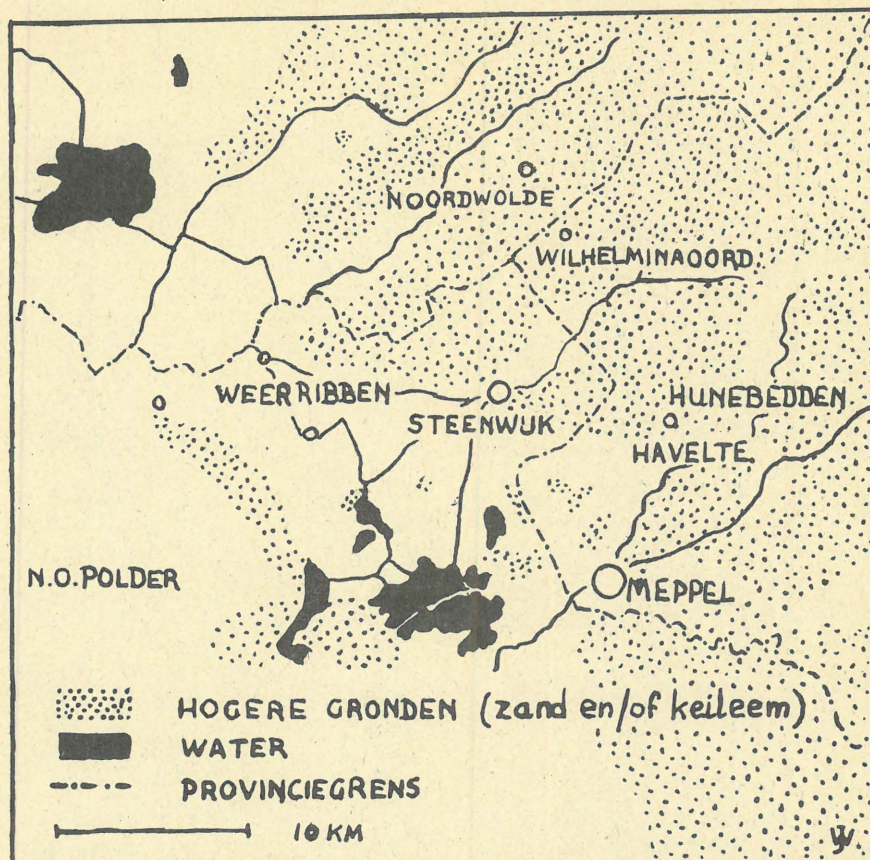 NOORDWOLDE
WILHELMINAOORD
WEERRIBBEN
STEENWIJK
HUNEBEDDEN
HAVELTE
N.O. POLDER
MEPPEL
HOGERE GRONDEN (zand en/of keileem)
WATER
PROVINCIEGRENS
10 KM